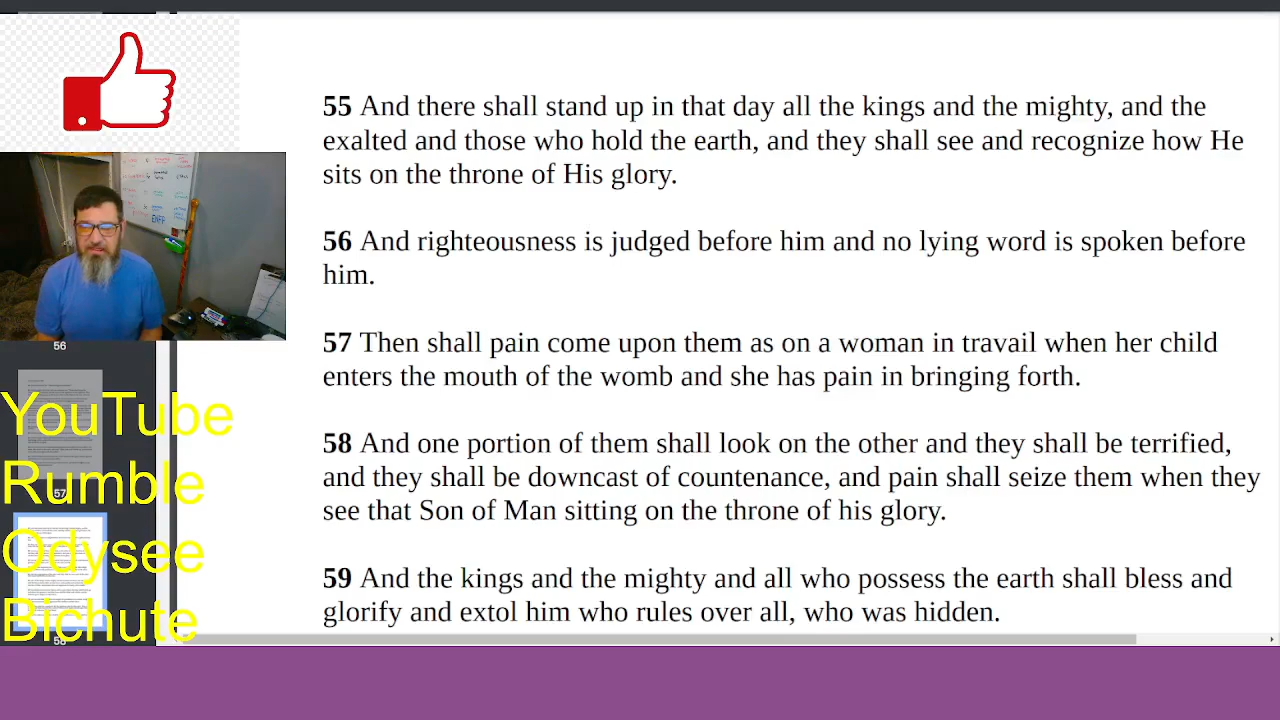 55 And there shall stand up in that day all the kings and the mighty, and the
exalted and those who hold the earth, and they shall see and recognize how He
sits on the throne of His glory.
56 And righteousness is judged before him and no lying word is spoken before
him.
57 Then shall pain come upon them as on a woman in travail when her child
enters the mouth of the womb and she has pain in bringing forth.
58 And one portion of them shall look on the other and they shall be terrified,
and they shall be downcast of countenance, and pain shall seize them when they
see that Son of Man sitting on the throne of his glory.
59 And the kings and the mighty and all who possess the earth shall bless and
glorify and extol him who rules over all, who was hidden.
56
YouTube
Rumble
57
Odysee
Bichute
58